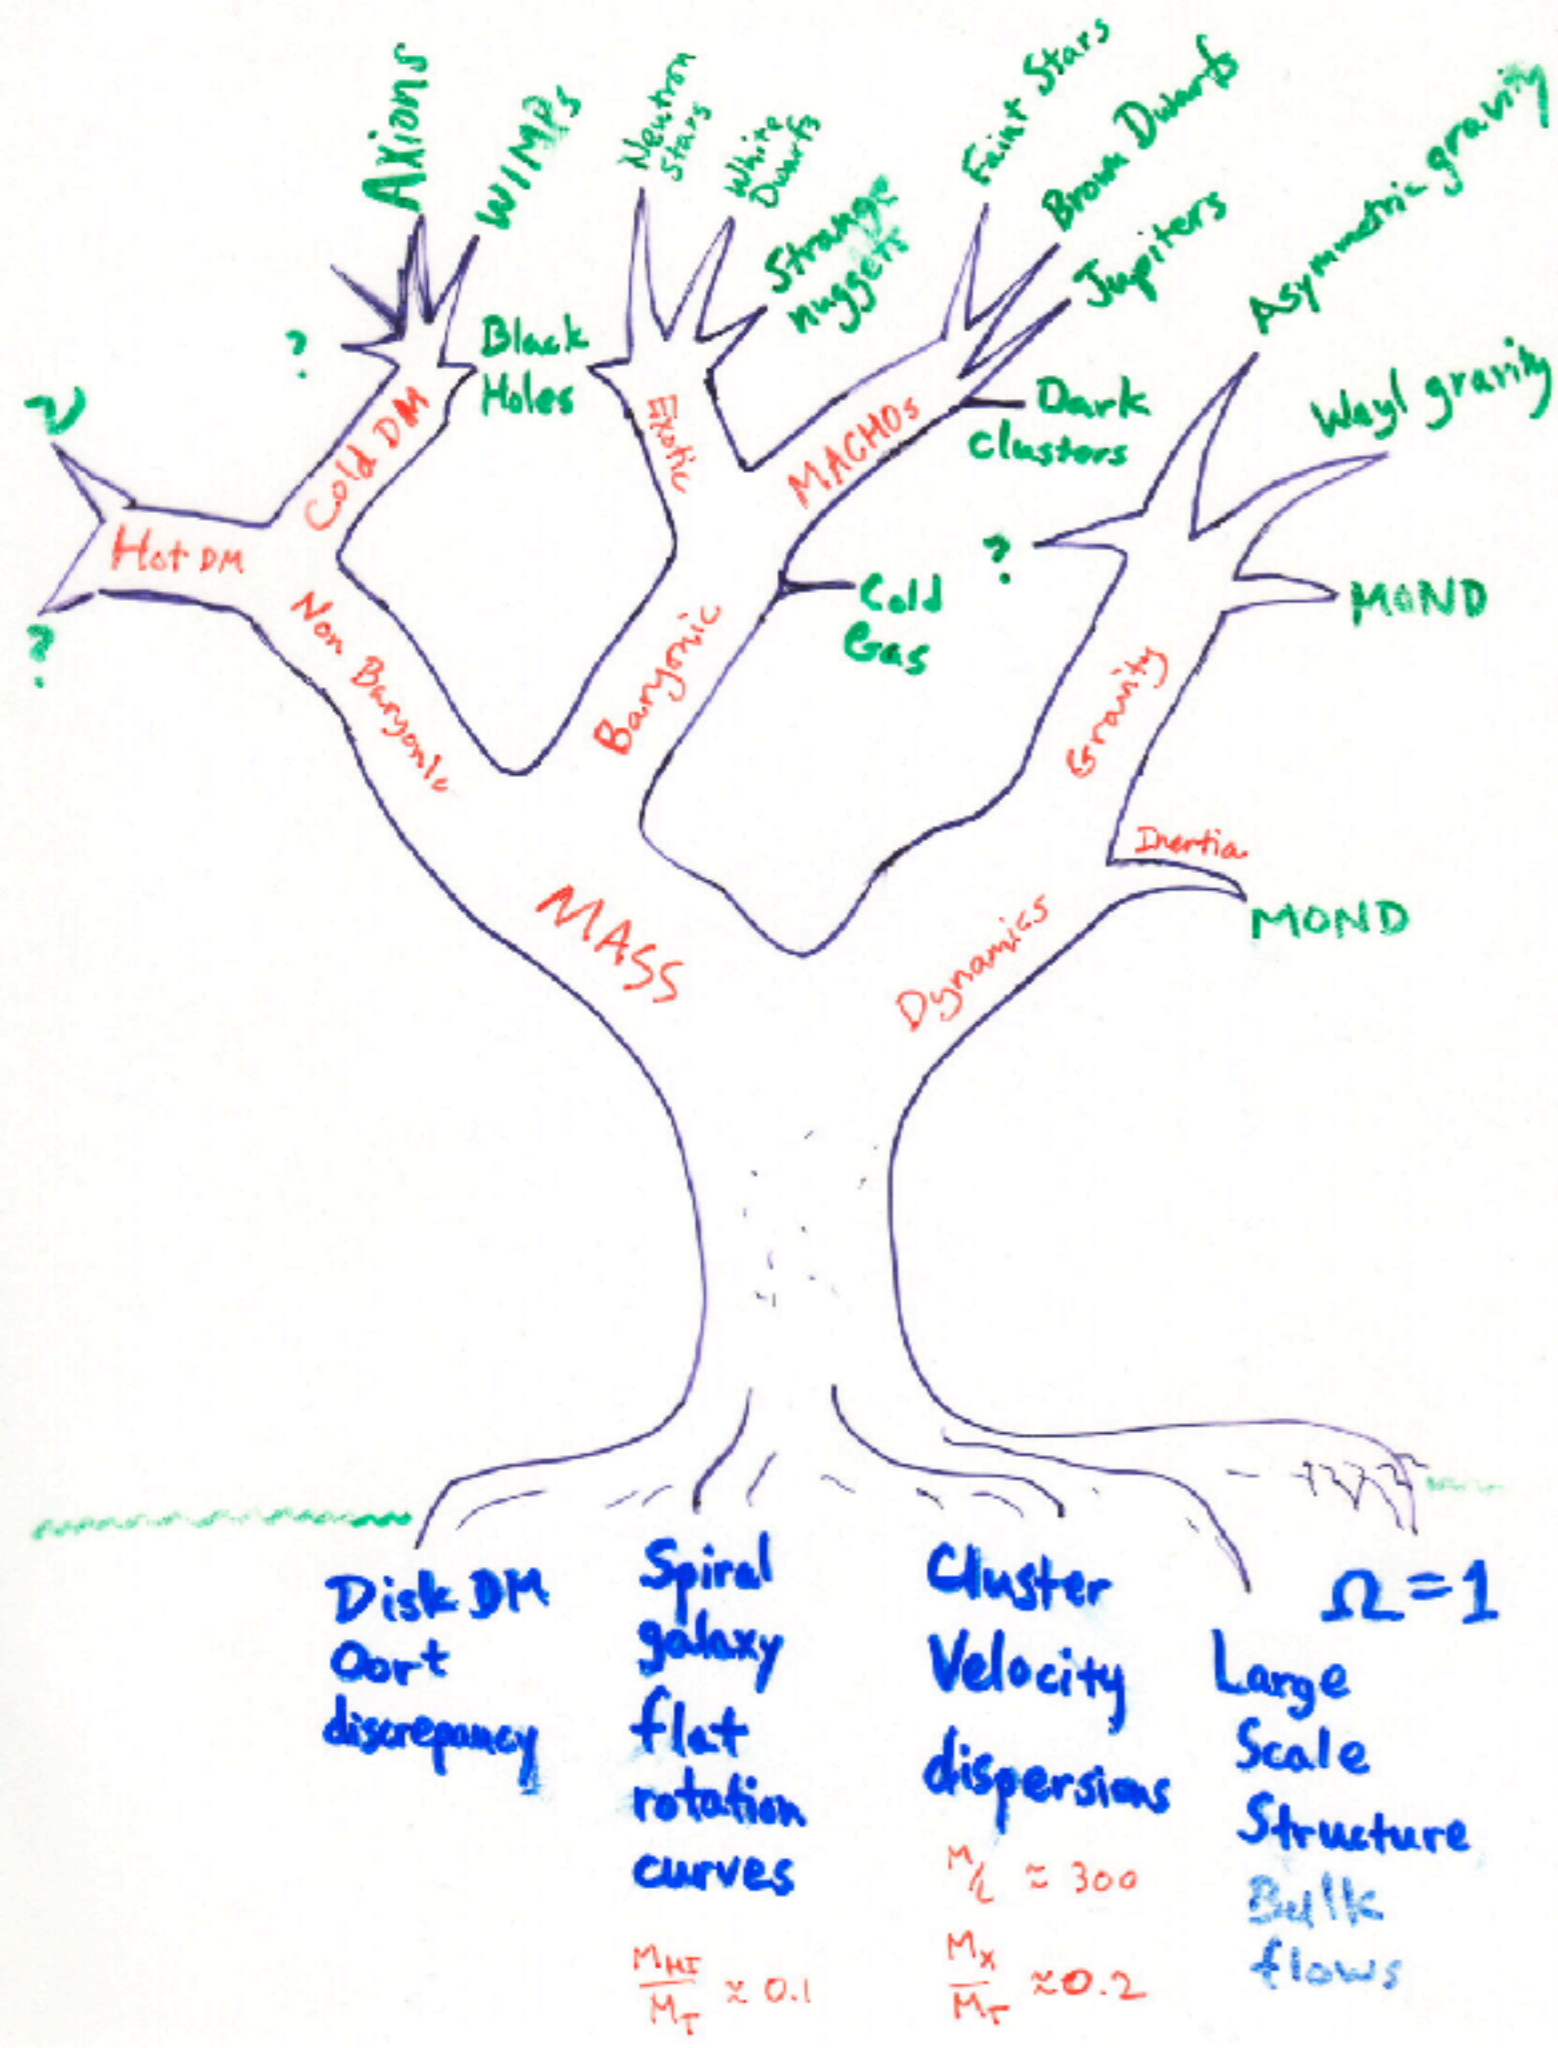 Axions
WIMPs
Neutron
Stars
White
Dwarfs
Strange
nuggets
Faint Stars
Brown Dwarfs
Jupiters
Asymmetric gravity
Weyl gravity
?
Black
Holes
Dark
clusters
ν
Cold DM
Exotic
MACHOs
Hot DM
?
?
Cold
Gas
MOND
Non Baryonic
Baryonic
Gravity
Inertia
MOND
MASS
Dynamics
Disk DM
Oort
discrepancy
Spiral
galaxy
flat
rotation
curves
M_HI/M_T ≈ 0.1
Cluster
Velocity
dispersions
M/L ≈ 300
M_X/M_T ≈ 0.2
Ω = 1
Large
Scale
Structure
Bulk
flows